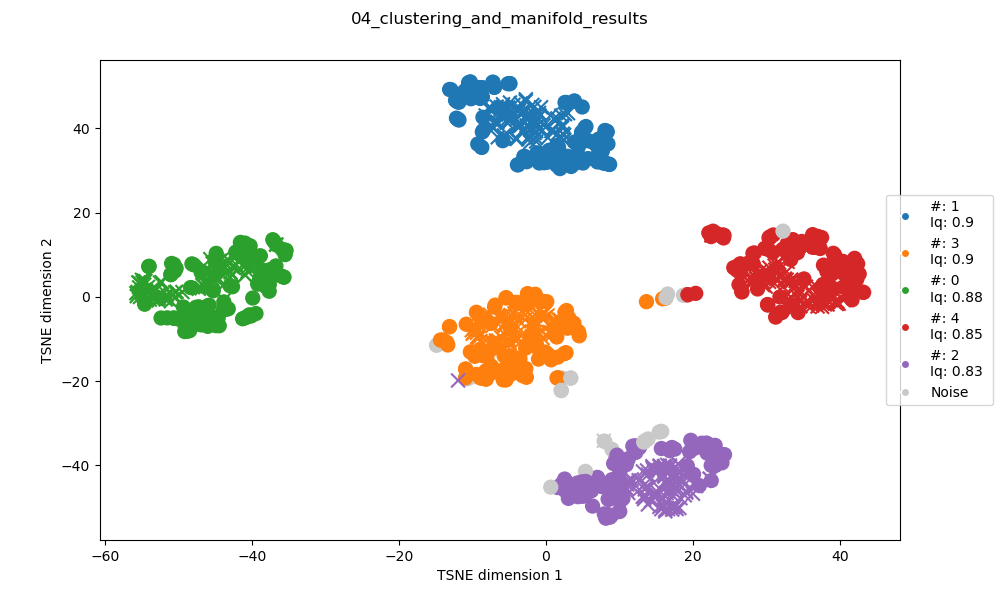 04_clustering_and_manifold_results
40
20
0
−20
−40
TSNE dimension 2
−60
−40
−20
0
20
40
TSNE dimension 1
#: 1
Iq: 0.9
#: 3
Iq: 0.9
#: 0
Iq: 0.88
#: 4
Iq: 0.85
#: 2
Iq: 0.83
Noise